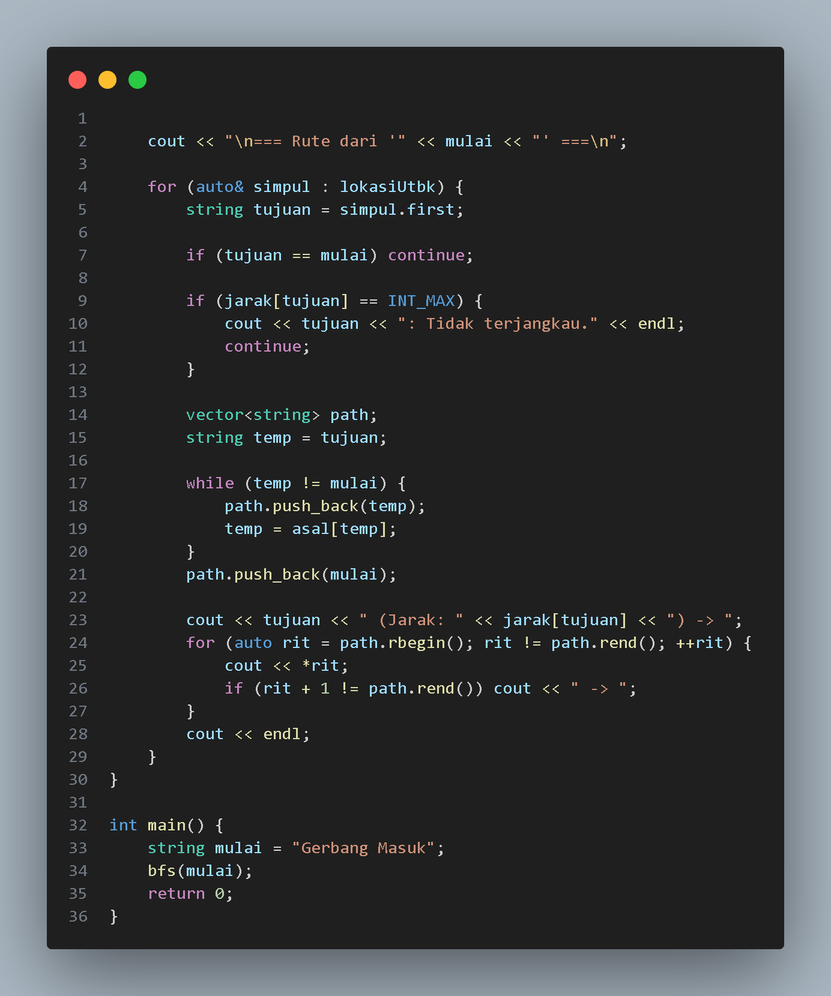 1
2    cout << "\n=== Rute dari '" << mulai << "' ===\n";
3
4    for (auto& simpul : lokasiUtbk) {
5        string tujuan = simpul.first;
6
7        if (tujuan == mulai) continue;
8
9        if (jarak[tujuan] == INT_MAX) {
10            cout << tujuan << ": Tidak terjangkau." << endl;
11            continue;
12        }
13
14        vector<string> path;
15        string temp = tujuan;
16
17        while (temp != mulai) {
18            path.push_back(temp);
19            temp = asal[temp];
20        }
21        path.push_back(mulai);
22
23        cout << tujuan << " (Jarak: " << jarak[tujuan] << ") -> ";
24        for (auto rit = path.rbegin(); rit != path.rend(); ++rit) {
25            cout << *rit;
26            if (rit + 1 != path.rend()) cout << " -> ";
27        }
28        cout << endl;
29    }
30 }
31
32 int main() {
33    string mulai = "Gerbang Masuk";
34    bfs(mulai);
35    return 0;
36 }